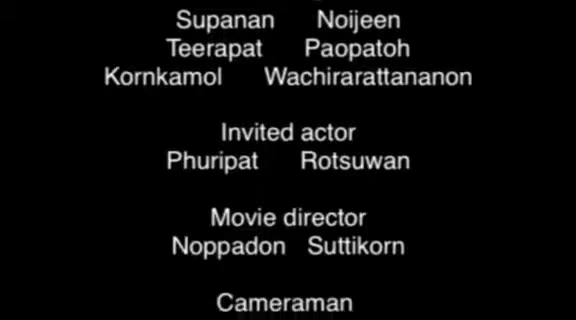 Supanan Noijeen
Teerapat Paopatoh
Kornkamol Wachirarattananon
Invited actor
Phuripat Rotsuwan
Movie director
Noppadon Suttikorn
Cameraman